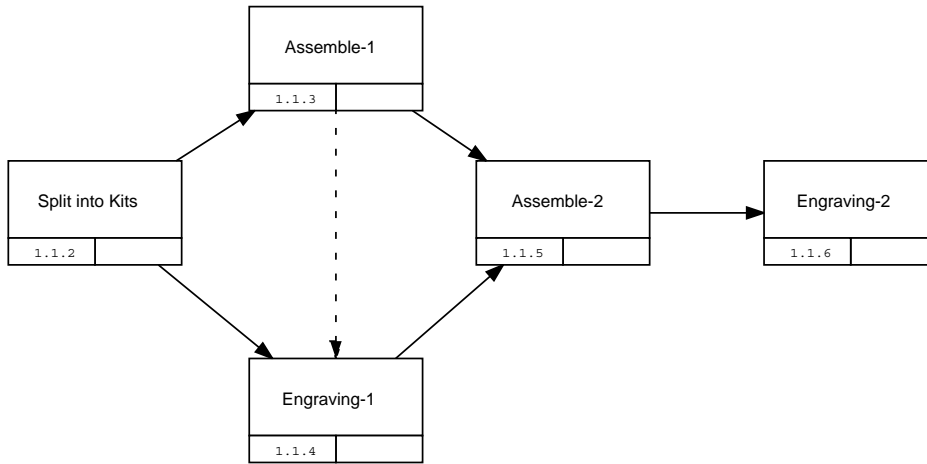 Assemble-1
1.1.3
Split into Kits
1.1.2
Assemble-2
1.1.5
Engraving-2
1.1.6
Engraving-1
1.1.4